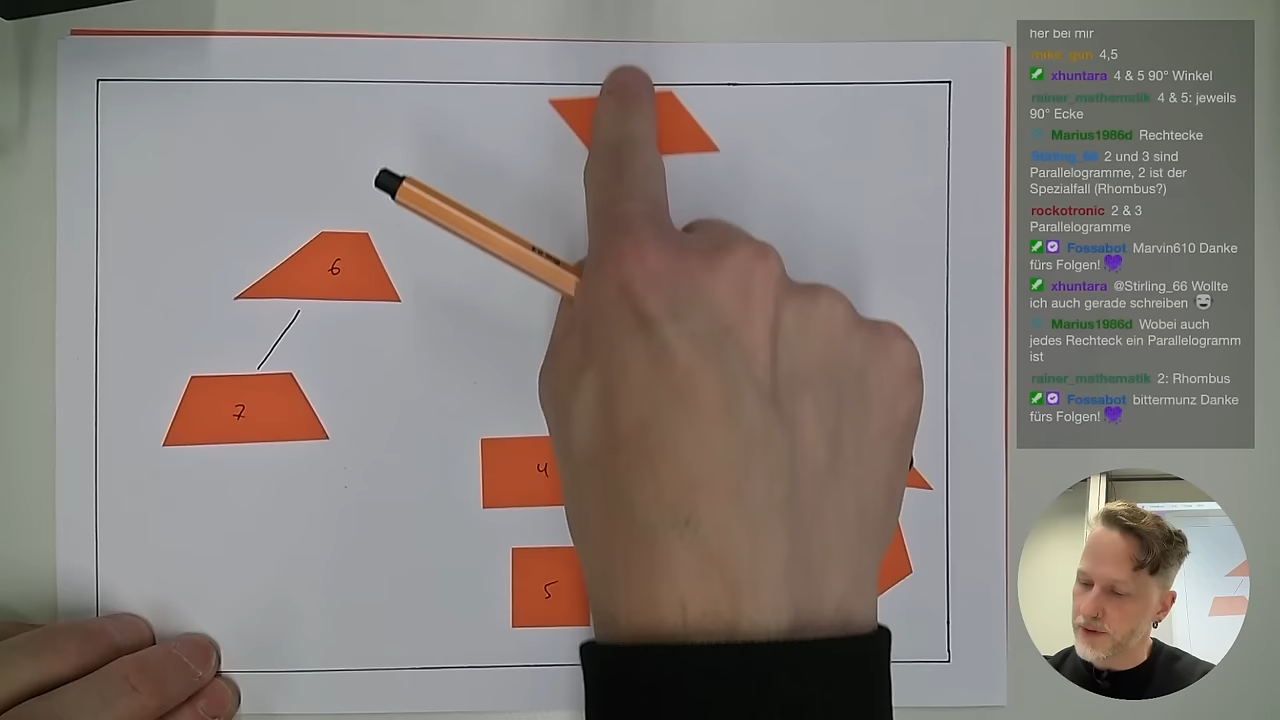 her bei mir
mike_gun 4,5
xhuntara 4 & 5 90° Winkel
rainer_mathematik 4 & 5: jeweils
90° Ecke
Marius1986d Rechtecke
Stirling_66 2 und 3 sind
Parallelogramme, 2 ist der
Spezialfall (Rhombus?)
rockotronic 2 & 3
Parallelogramme
Fossabot Marvin610 Danke
fürs Folgen! 💜
xhuntara @Stirling_66 Wollte
ich auch gerade schreiben 😄
Marius1986d Wobei auch
jedes Rechteck ein Parallelogramm
ist
rainer_mathematik 2: Rhombus
Fossabot bittermunz Danke
fürs Folgen! 💜
6
7
4
5